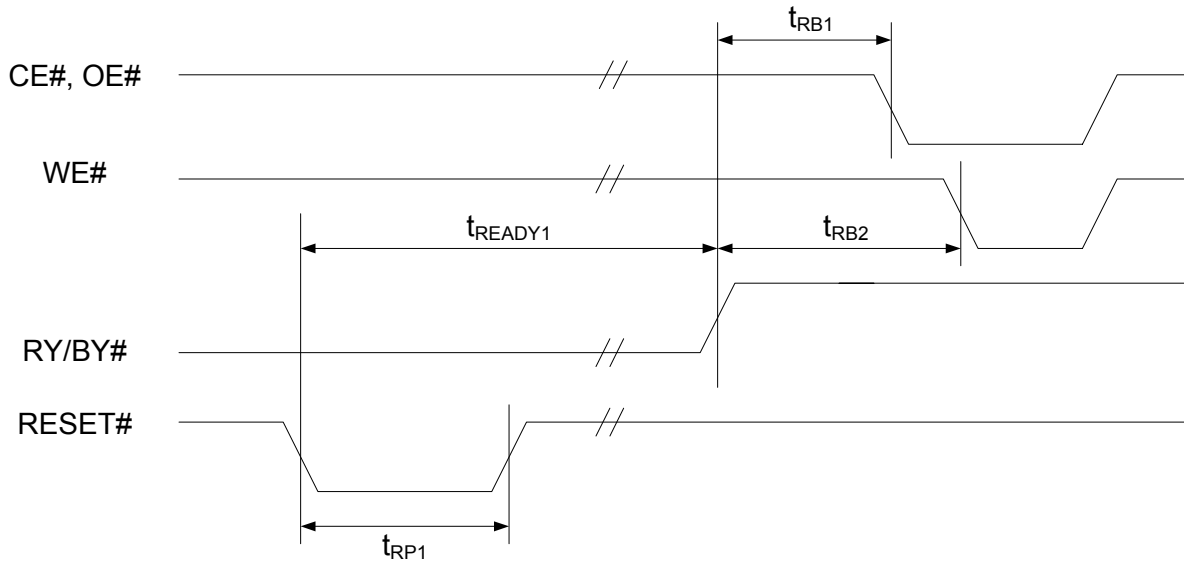 tRB1
CE#, OE#
WE#
tREADY1
tRB2
RY/BY#
RESET#
tRP1